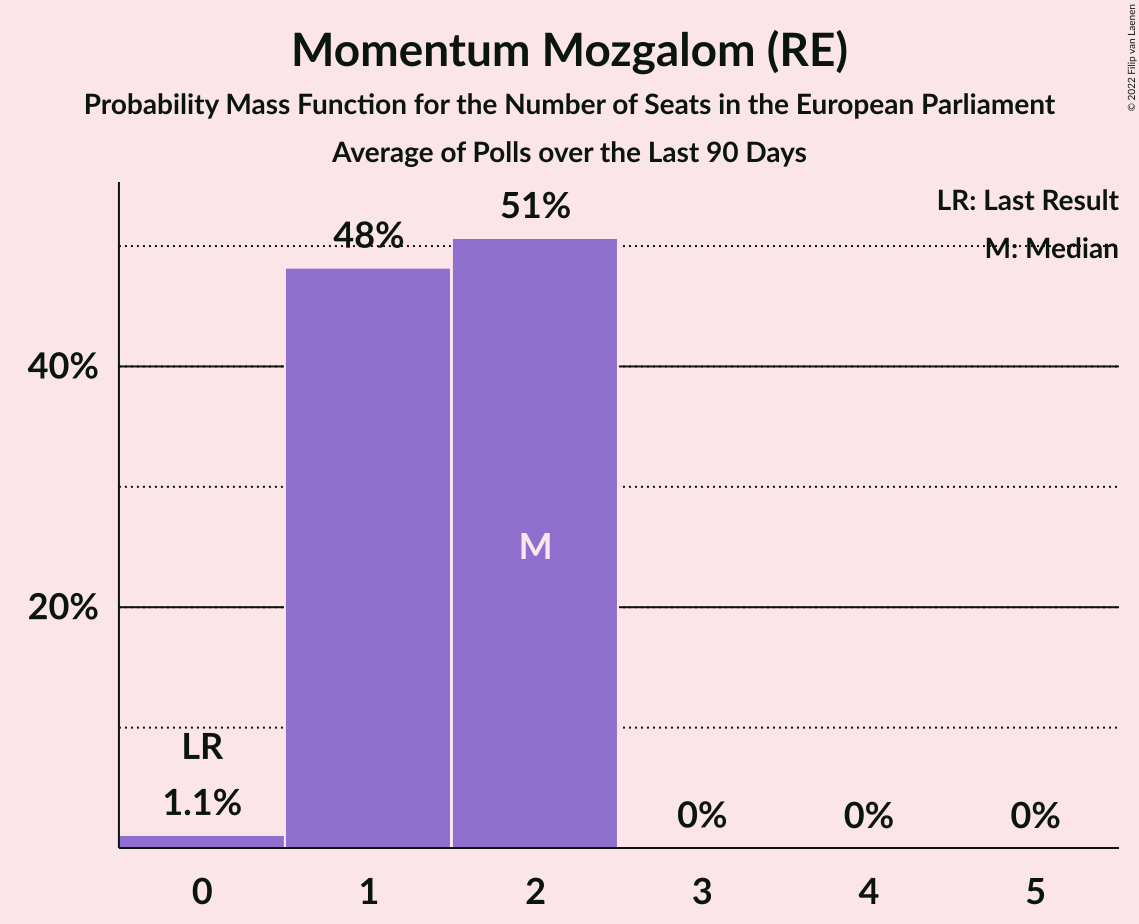 Momentum Mozgalom (RE)
Probability Mass Function for the Number of Seats in the European Parliament
Average of Polls over the Last 90 Days
© 2022 Filip van Laenen
LR: Last Result
M: Median
51%
48%
40%
M
20%
LR
1.1%
0%
0%
0%
0
1
2
3
4
5